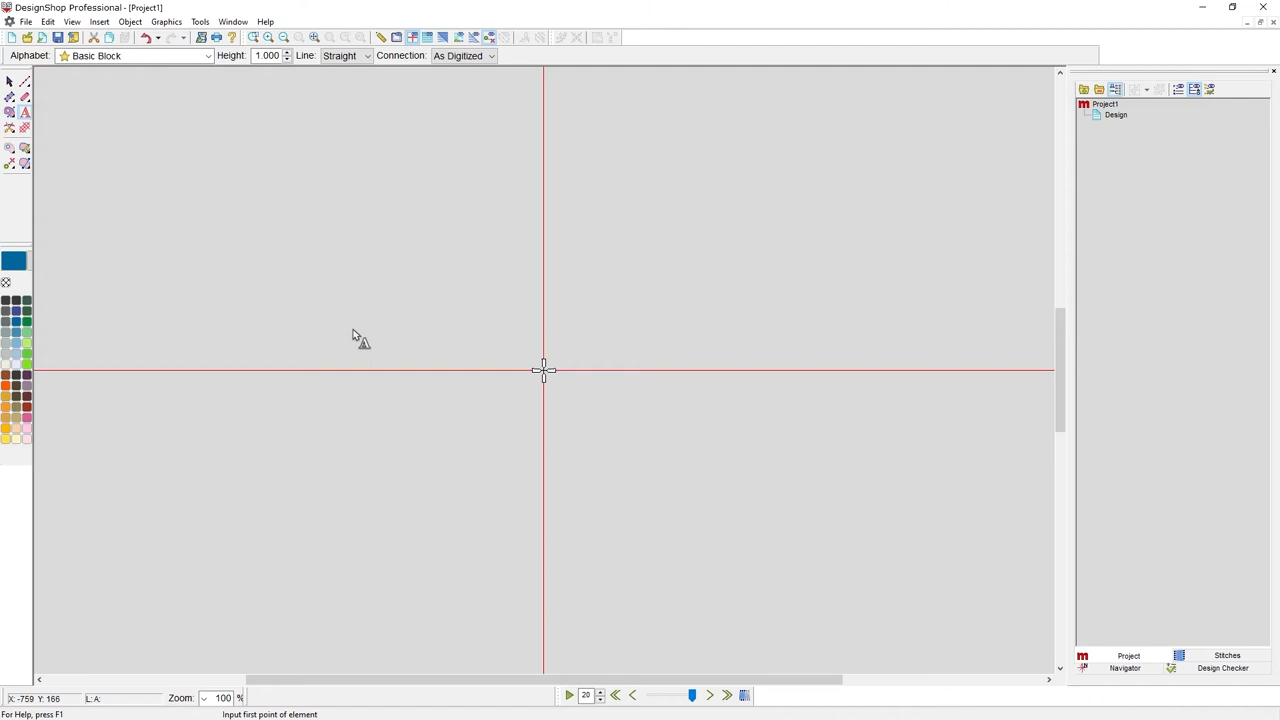 DesignShop Professional - [Project1]
File Edit View Insert Object Graphics Tools Window Help
Alphabet: Basic Block Height: 1.000 Line: Straight Connection: As Digitized
Project1
Design
Project Stitches
Navigator Design Checker
X: -759 Y: 166 L: A: Zoom: 100 % 20
For Help, press F1 Input first point of element